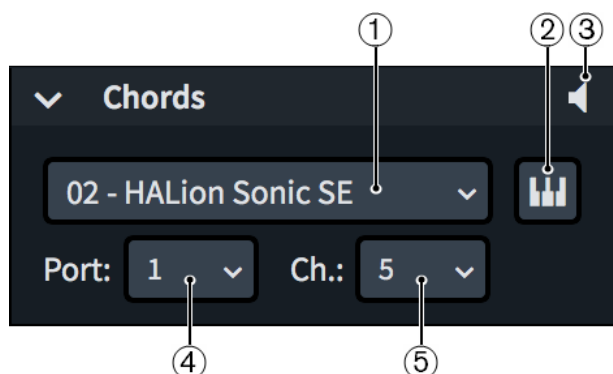 ① ② ③
Chords
02 - HALion Sonic SE
Port: 1 Ch.: 5
④ ⑤